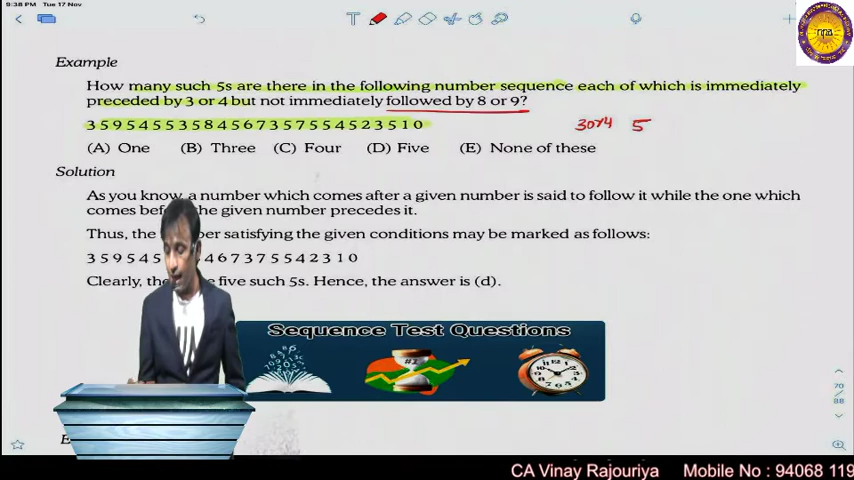 9:38 PM Tue 17 Nov
Example
How many such 5s are there in the following number sequence each of which is immediately
preceded by 3 or 4 but not immediately followed by 8 or 9?
3 5 9 5 4 5 5 3 5 8 4 5 6 7 3 5 7 5 5 4 5 2 3 5 1 0
3 or 4 5
(A) One (B) Three (C) Four (D) Five (E) None of these
Solution
As you know, a number which comes after a given number is said to follow it while the one which
comes the given number precedes it.
Thus, the satisfying the given conditions may be marked as follows:
3 5 9 5 4 5 4 6 7 3 7 5 5 4 2 3 1 0
Clearly, five such 5s. Hence, the answer is (d).
Sequence Test Questions
70
88
CA Vinay Rajouriya Mobile No : 94068 119